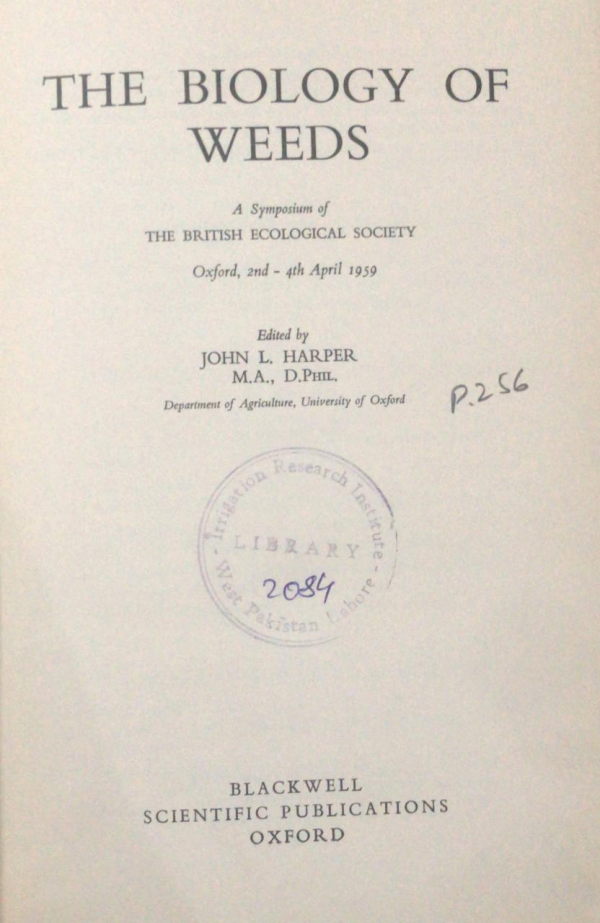 THE BIOLOGY OF
WEEDS
A Symposium of
THE BRITISH ECOLOGICAL SOCIETY
Oxford, 2nd - 4th April 1959
Edited by
JOHN L. HARPER
M.A., D.PHIL.
Department of Agriculture, University of Oxford
P.256
Irrigation Research Institute
LIBRARY
2084
- West Pakistan Lahore -
BLACKWELL
SCIENTIFIC PUBLICATIONS
OXFORD